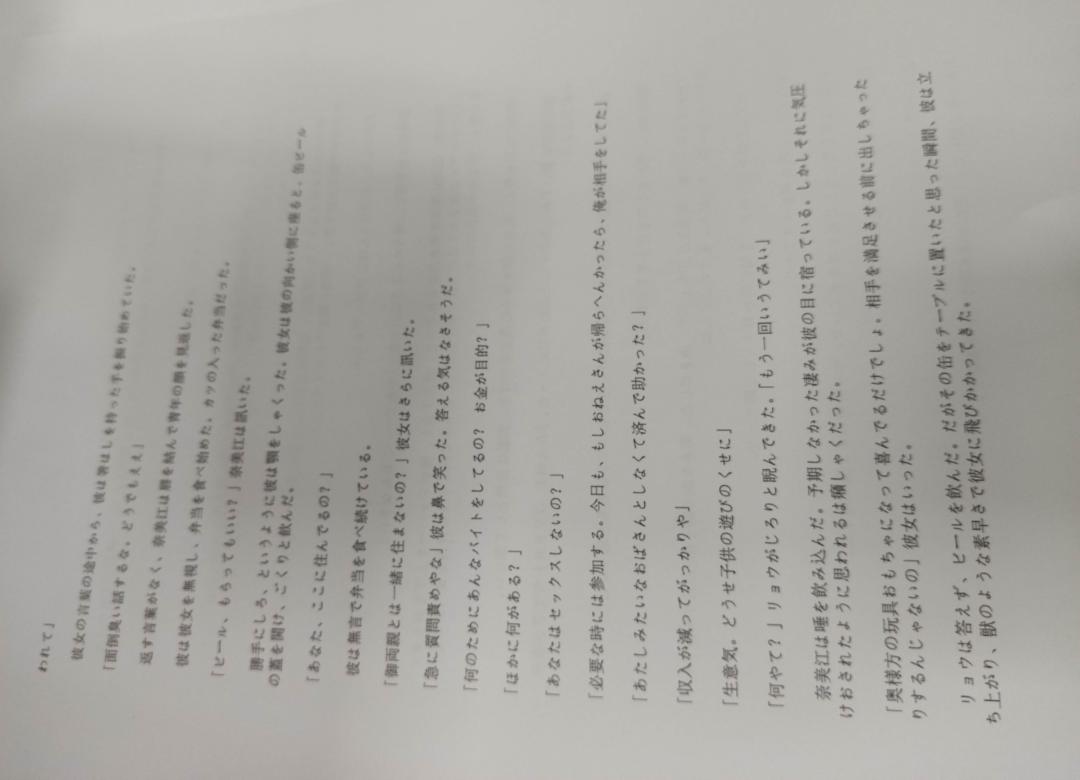 われて」
彼女の言葉の途中から、彼は箸はしを持った手を振り始めていた。
「面倒臭い話するな。どうでもええ」
返す言葉がなく、奈美江は唇を結んで青年の顔を見返した。
彼は彼女を無視し、弁当を食べ始めた。カツの入った弁当だった。
「ビール、もらってもいい？」奈美江は訊いた。
勝手にしろ、というように彼は顎をしゃくった。彼女は彼の向かい側に座ると、缶ビール
の蓋を開け、ごくりと飲んだ。
「あなた、ここに住んでるの？」
彼は無言で弁当を食べ続けている。
「御両親とは一緒に住まないの？」彼女はさらに訊いた。
「急に質問責めやな」彼は鼻で笑った。答える気はなさそうだ。
「何のためにあんなバイトをしてるの？　お金が目的？」
「ほかに何がある？」
「あなたはセックスしないの？」
「必要な時には参加する。今日も、もしおねえさんが帰らへんかったら、俺が相手をしてた」
「あたしみたいなおばさんとしなくて済んで助かった？」
「収入が減ってがっかりや」
「生意気。どうせ子供の遊びのくせに」
「何やて？」リョウがじろりと睨んできた。「もう一回いうてみい」
奈美江は唾を飲み込んだ。予期しなかった凄みが彼の目に宿っている。しかしそれに気圧
けおされたように思われるは癪しゃくだった。
「奥様方の玩具おもちゃになって喜んでるだけでしょ。相手を満足させる前に出しちゃった
りするんじゃないの」彼女はいった。
リョウは答えず、ビールを飲んだ。だがその缶をテーブルに置いたと思った瞬間、彼は立
ち上がり、獣のような素早さで彼女に飛びかかってきた。